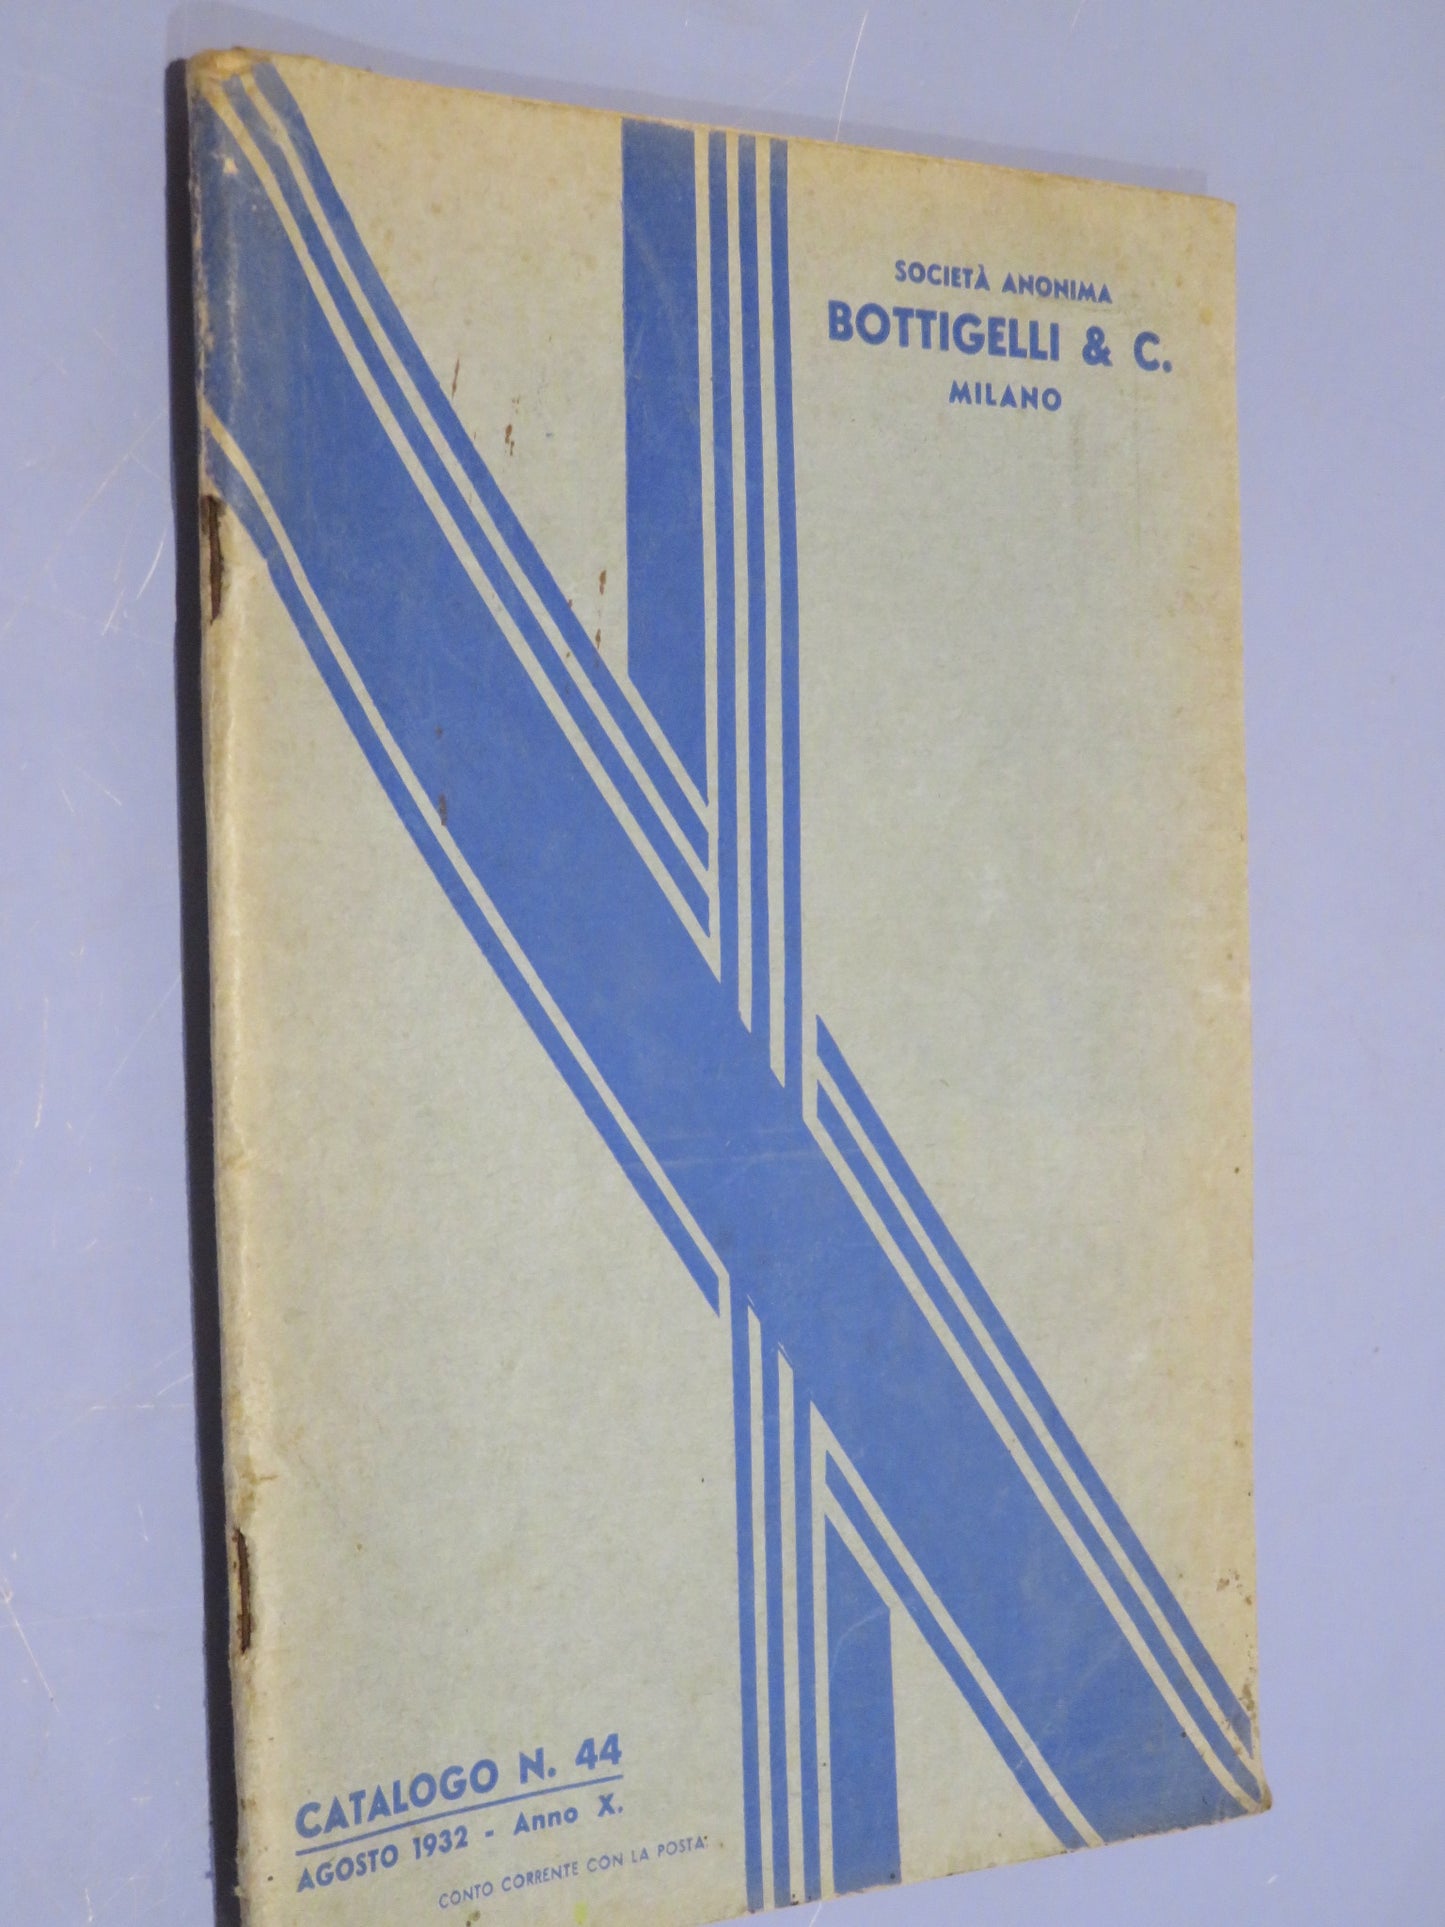 SOCIETÀ ANONIMA
BOTTIGELLI & C.
MILANO
CATALOGO N. 44
AGOSTO 1932 - Anno X.
CONTO CORRENTE CON LA POSTA